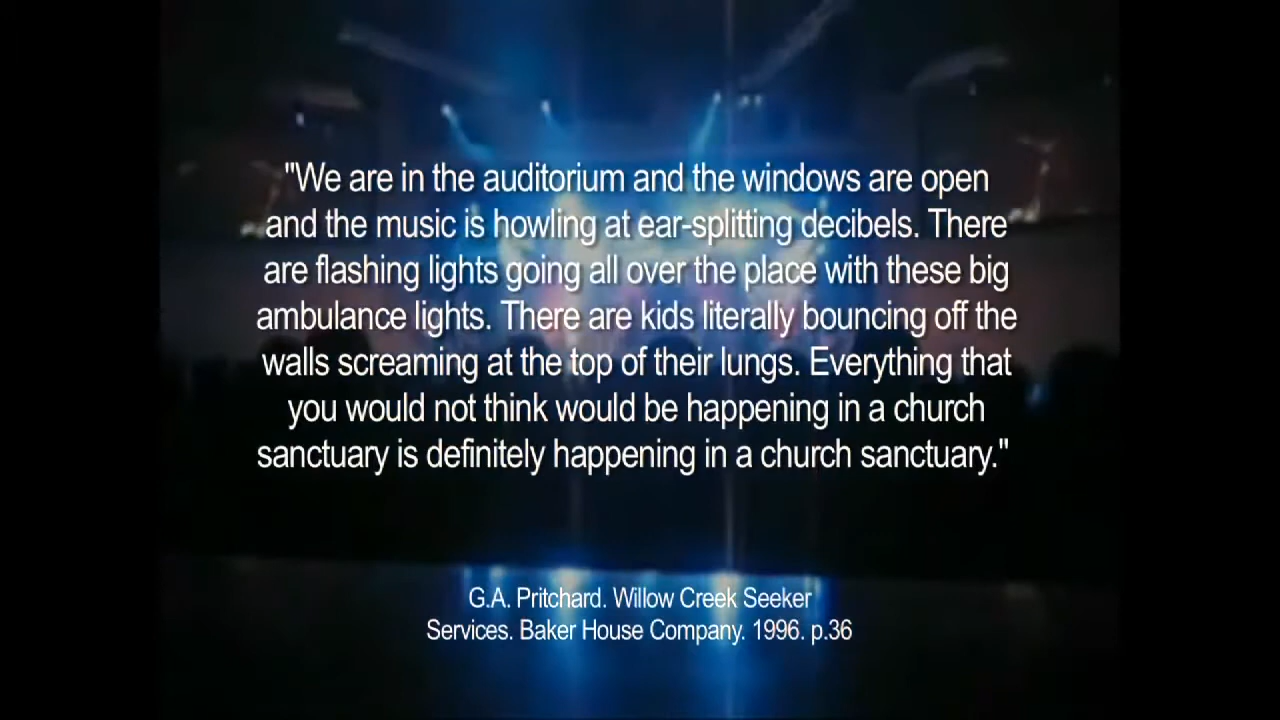 "We are in the auditorium and the windows are open
and the music is howling at ear-splitting decibels. There
are flashing lights going all over the place with these big
ambulance lights. There are kids literally bouncing off the
walls screaming at the top of their lungs. Everything that
you would not think would be happening in a church
sanctuary is definitely happening in a church sanctuary."
G.A. Pritchard. Willow Creek Seeker
Services. Baker House Company. 1996. p.36